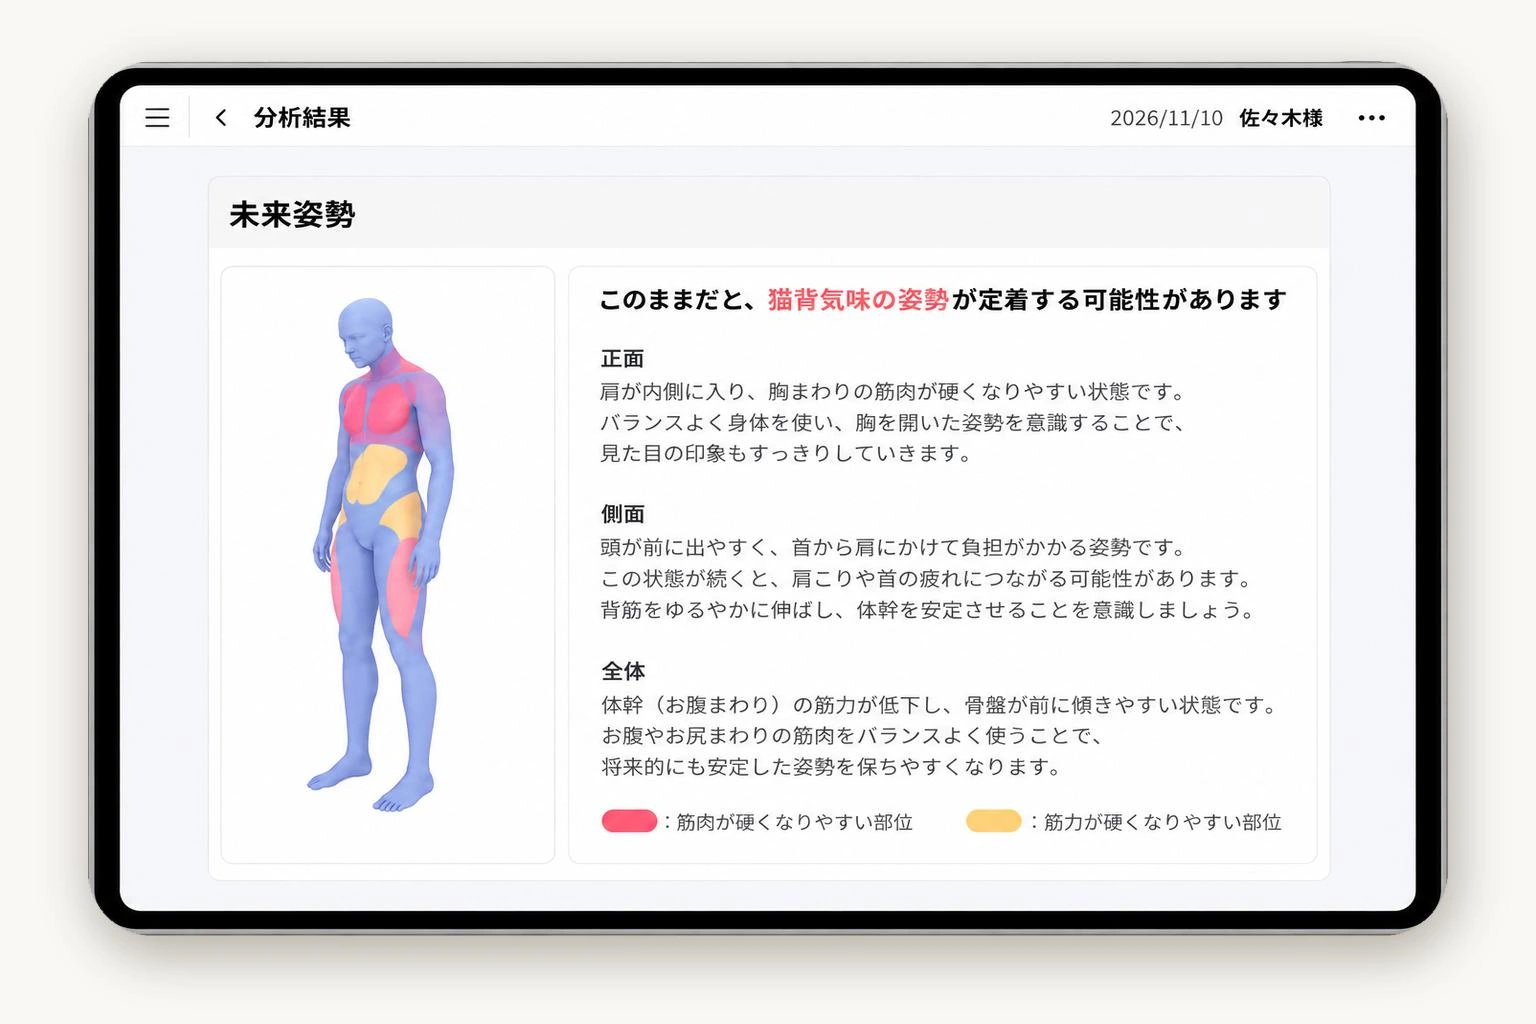 分析結果
2026/11/10 佐々木様
未来姿勢
このままだと、猫背気味の姿勢が定着する可能性があります
正面
肩が内側に入り、胸まわりの筋肉が硬くなりやすい状態です。
バランスよく身体を使い、胸を開いた姿勢を意識することで、
見た目の印象もすっきりしていきます。
側面
頭が前に出やすく、首から肩にかけて負担がかかる姿勢です。
この状態が続くと、肩こりや首の疲れにつながる可能性があります。
背筋をゆるやかに伸ばし、体幹を安定させることを意識しましょう。
全体
体幹（お腹まわり）の筋力が低下し、骨盤が前に傾きやすい状態です。
お腹やお尻まわりの筋肉をバランスよく使うことで、
将来的にも安定した姿勢を保ちやすくなります。
：筋肉が硬くなりやすい部位
：筋力が硬くなりやすい部位